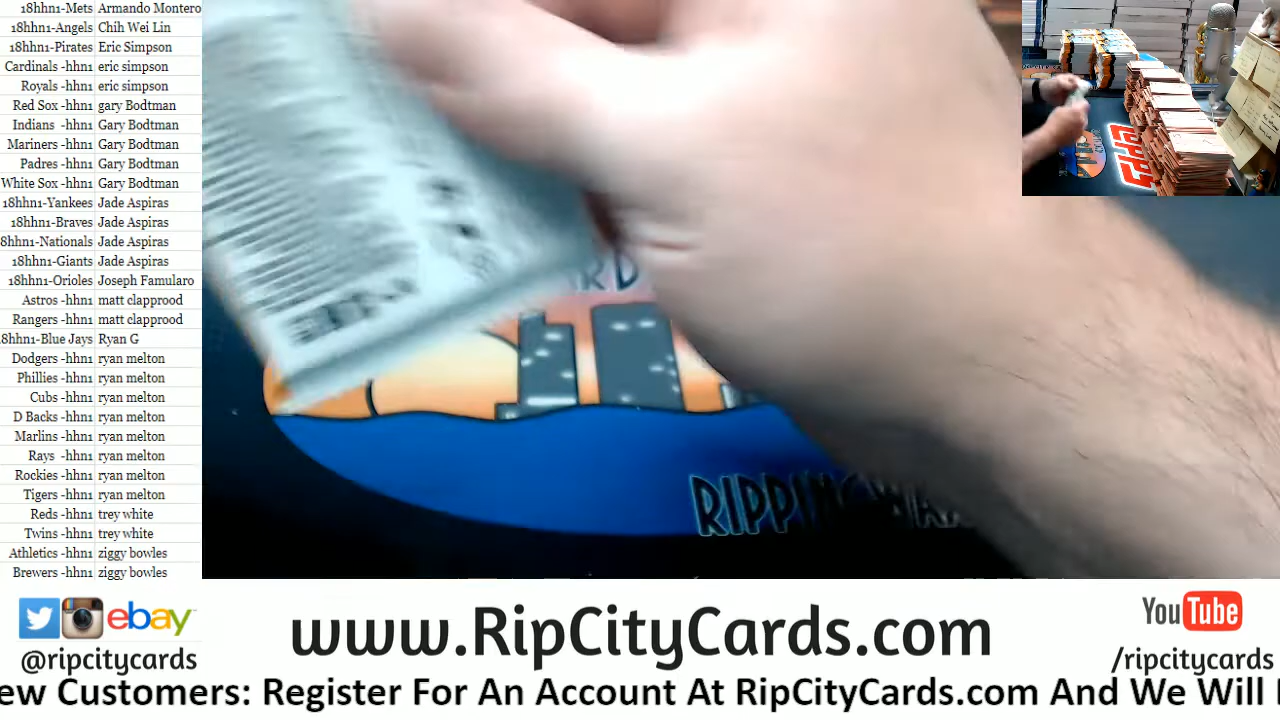 18hhn1-Mets Armando Montero
18hhn1-Angels Chih Wei Lin
18hhn1-Pirates Eric Simpson
Cardinals -hhn1 eric simpson
Royals -hhn1 eric simpson
Red Sox -hhn1 gary Bodtman
Indians -hhn1 Gary Bodtman
Mariners -hhn1 Gary Bodtman
Padres -hhn1 Gary Bodtman
White Sox -hhn1 Gary Bodtman
18hhn1-Yankees Jade Aspiras
18hhn1-Braves Jade Aspiras
8hhn1-Nationals Jade Aspiras
18hhn1-Giants Jade Aspiras
18hhn1-Orioles Joseph Famularo
Astros -hhn1 matt clapprood
Rangers -hhn1 matt clapprood
8hhn1-Blue Jays Ryan G
Dodgers -hhn1 ryan melton
Phillies -hhn1 ryan melton
Cubs -hhn1 ryan melton
D Backs -hhn1 ryan melton
Marlins -hhn1 ryan melton
Rays -hhn1 ryan melton
Rockies -hhn1 ryan melton
Tigers -hhn1 ryan melton
Reds -hhn1 trey white
Twins -hhn1 trey white
Athletics -hhn1 ziggy bowles
Brewers -hhn1 ziggy bowles
RIPPING
TOPPS
ebay
@ripcitycards
www.RipCityCards.com
YouTube
/ripcitycards
ew Customers: Register For An Account At RipCityCards.com And We Will